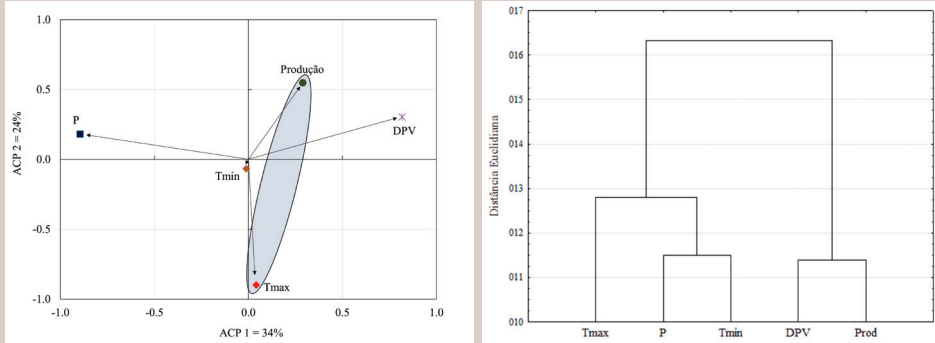 1.0
0.5
0.0
-0.5
-1.0
-1.0
-0.5
0.0
0.5
1.0
ACP 2 = 24%
ACP 1 = 34%
Produção
P
DPV
Tmin
Tmax
017
016
015
014
013
012
011
010
Distância Euclidiana
Tmax P Tmin DPV Prod